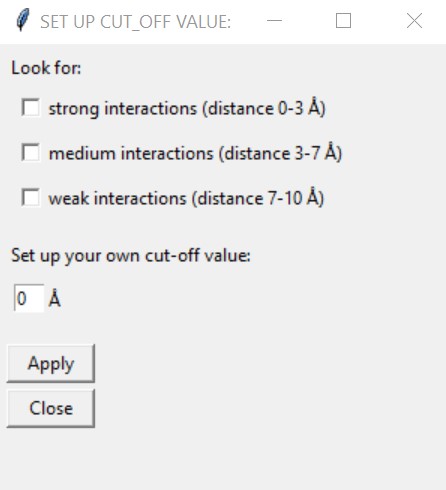 SET UP CUT_OFF VALUE:
Look for:
strong interactions (distance 0-3 Å)
medium interactions (distance 3-7 Å)
weak interactions (distance 7-10 Å)
Set up your own cut-off value:
0 Å
Apply
Close